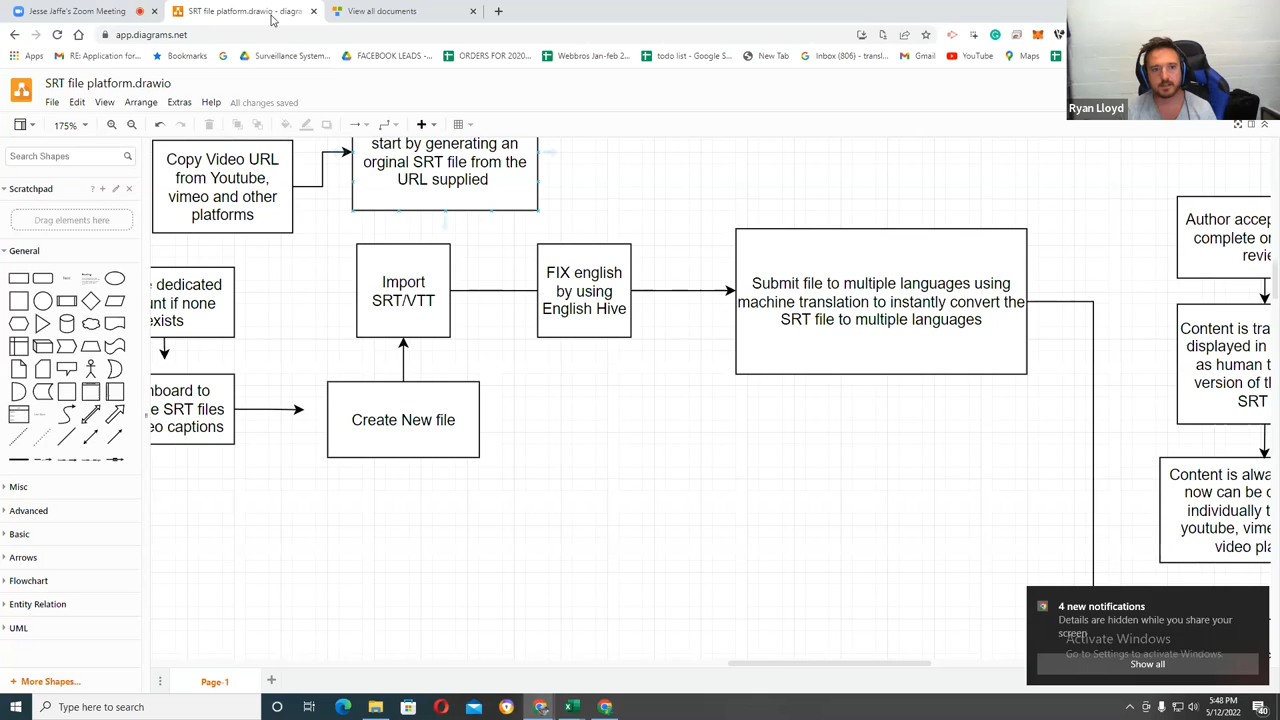 Jesse Jaffe's Zoom Meeting
SRT file platform.drawio - diagra
View all documents
app.diagrams.net
Apps
RE: Application for...
Bookmarks
Surveillance System...
FACEBOOK LEADS -...
ORDERS FOR 2020...
Webbros Jan-feb 2...
todo list - Google S...
New Tab
Inbox (806) - transl...
Gmail
YouTube
Maps
Ryan Lloyd
SRT file platform.drawio
File Edit View Arrange Extras Help All changes saved
175%
Search Shapes
Scratchpad
Drag elements here
General
Misc
Advanced
Basic
Arrows
Flowchart
Entity Relation
UML
+ More Shapes...
Copy Video URL
from Youtube,
vimeo and other
platforms
start by generating an
orginal SRT file from the
URL supplied
e dedicated
unt if none
exists
Import
SRT/VTT
FIX english
by using
English Hive
Submit file to multiple languages using
machine translation to instantly convert the
SRT file to multiple languages
nboard to
e SRT files
eo captions
Create New file
Author accep
complete or
revie
Content is tra
displayed in
as human t
version of th
SRT
Content is alwa
now can be o
individually t
youtube, vime
video pla
4 new notifications
Details are hidden while you share your
screen
Activate Windows
Go to Settings to activate Windows.
Show all
Page-1
Type here to search
5:48 PM
5/12/2022
40